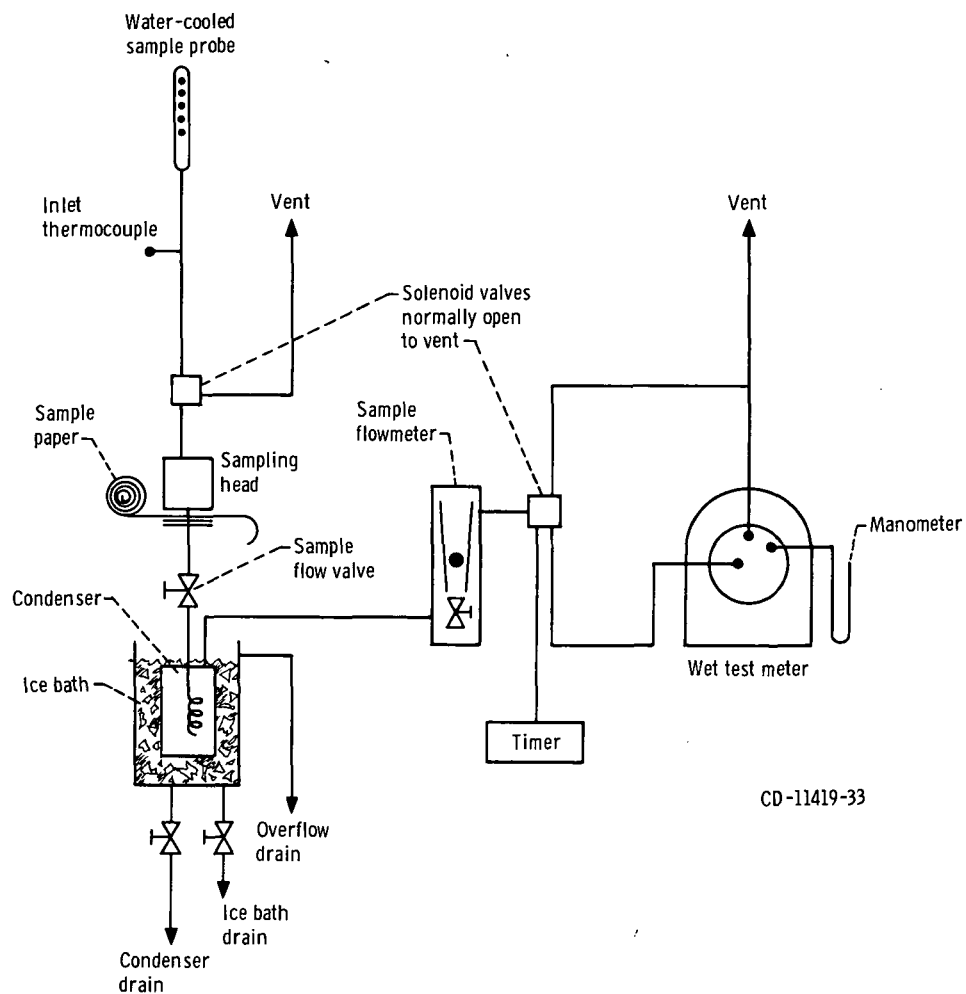 Water-cooled
sample probe
Inlet
thermocouple
Vent
Vent
Solenoid valves
normally open
to vent
Sample
paper
Sampling
head
Sample
flowmeter
Manometer
Sample
flow valve
Condenser
Ice bath
Wet test meter
Timer
CD-11419-33
Overflow
drain
Ice bath
drain
Condenser
drain